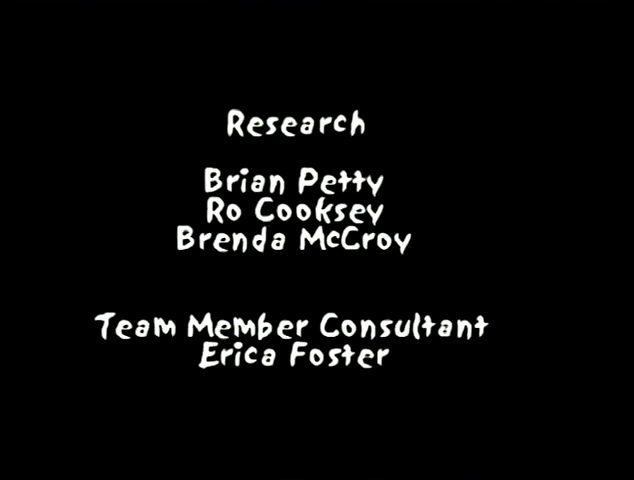 Research
Brian Petty
Ro Cooksey
Brenda McCroy
Team Member Consultant
Erica Foster